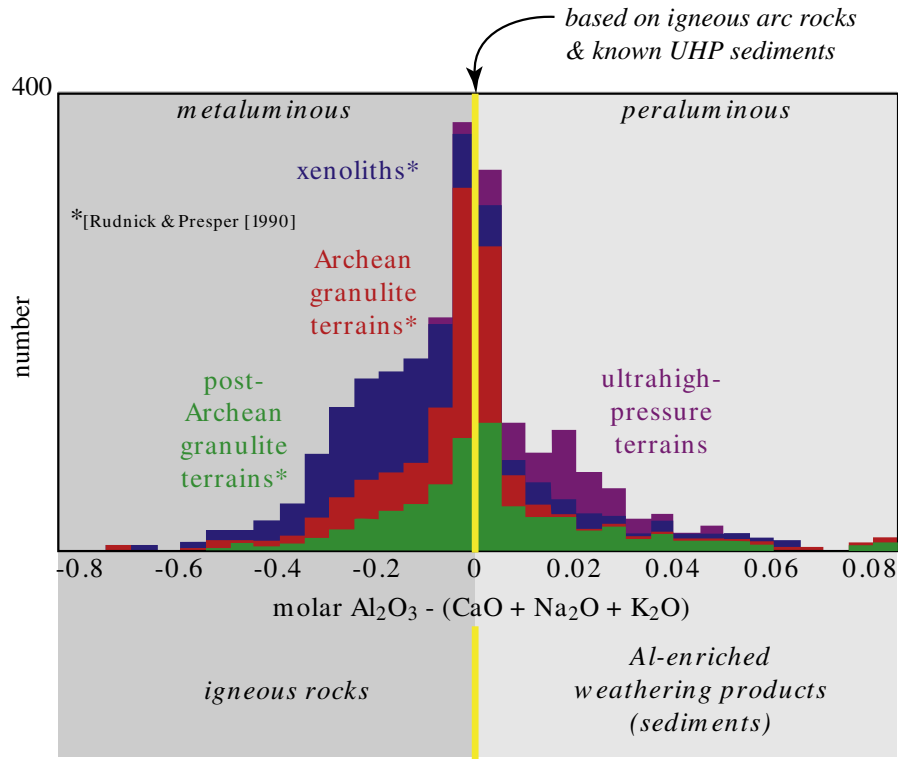 based on igneous arc rocks
& known UHP sediments
400
metaluminous
peraluminous
xenoliths*
*[Rudnick & Presper [1990]
Archean
granulite
terrains*
number
post-
Archean
granulite
terrains*
ultrahigh-
pressure
terrains
-0.8 -0.6 -0.4 -0.2 0 0.02 0.04 0.06 0.08
molar Al₂O₃ - (CaO + Na₂O + K₂O)
igneous rocks
Al-enriched
weathering products
(sediments)